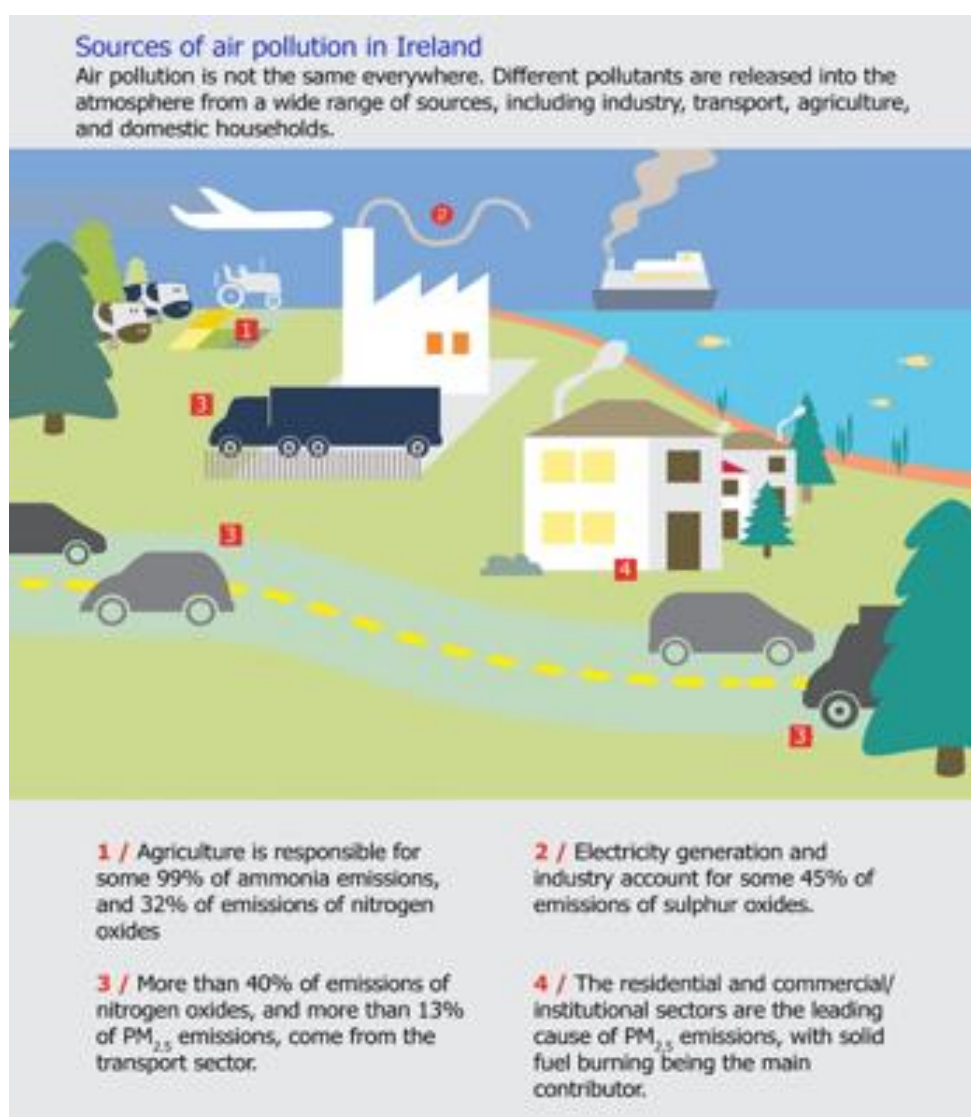 Sources of air pollution in Ireland
Air pollution is not the same everywhere. Different pollutants are released into the
atmosphere from a wide range of sources, including industry, transport, agriculture,
and domestic households.
2
1
3
3
4
3
1 / Agriculture is responsible for
some 99% of ammonia emissions,
and 32% of emissions of nitrogen
oxides
2 / Electricity generation and
industry account for some 45% of
emissions of sulphur oxides.
3 / More than 40% of emissions of
nitrogen oxides, and more than 13%
of PM2.5 emissions, come from the
transport sector.
4 / The residential and commercial/
institutional sectors are the leading
cause of PM2.5 emissions, with solid
fuel burning being the main
contributor.